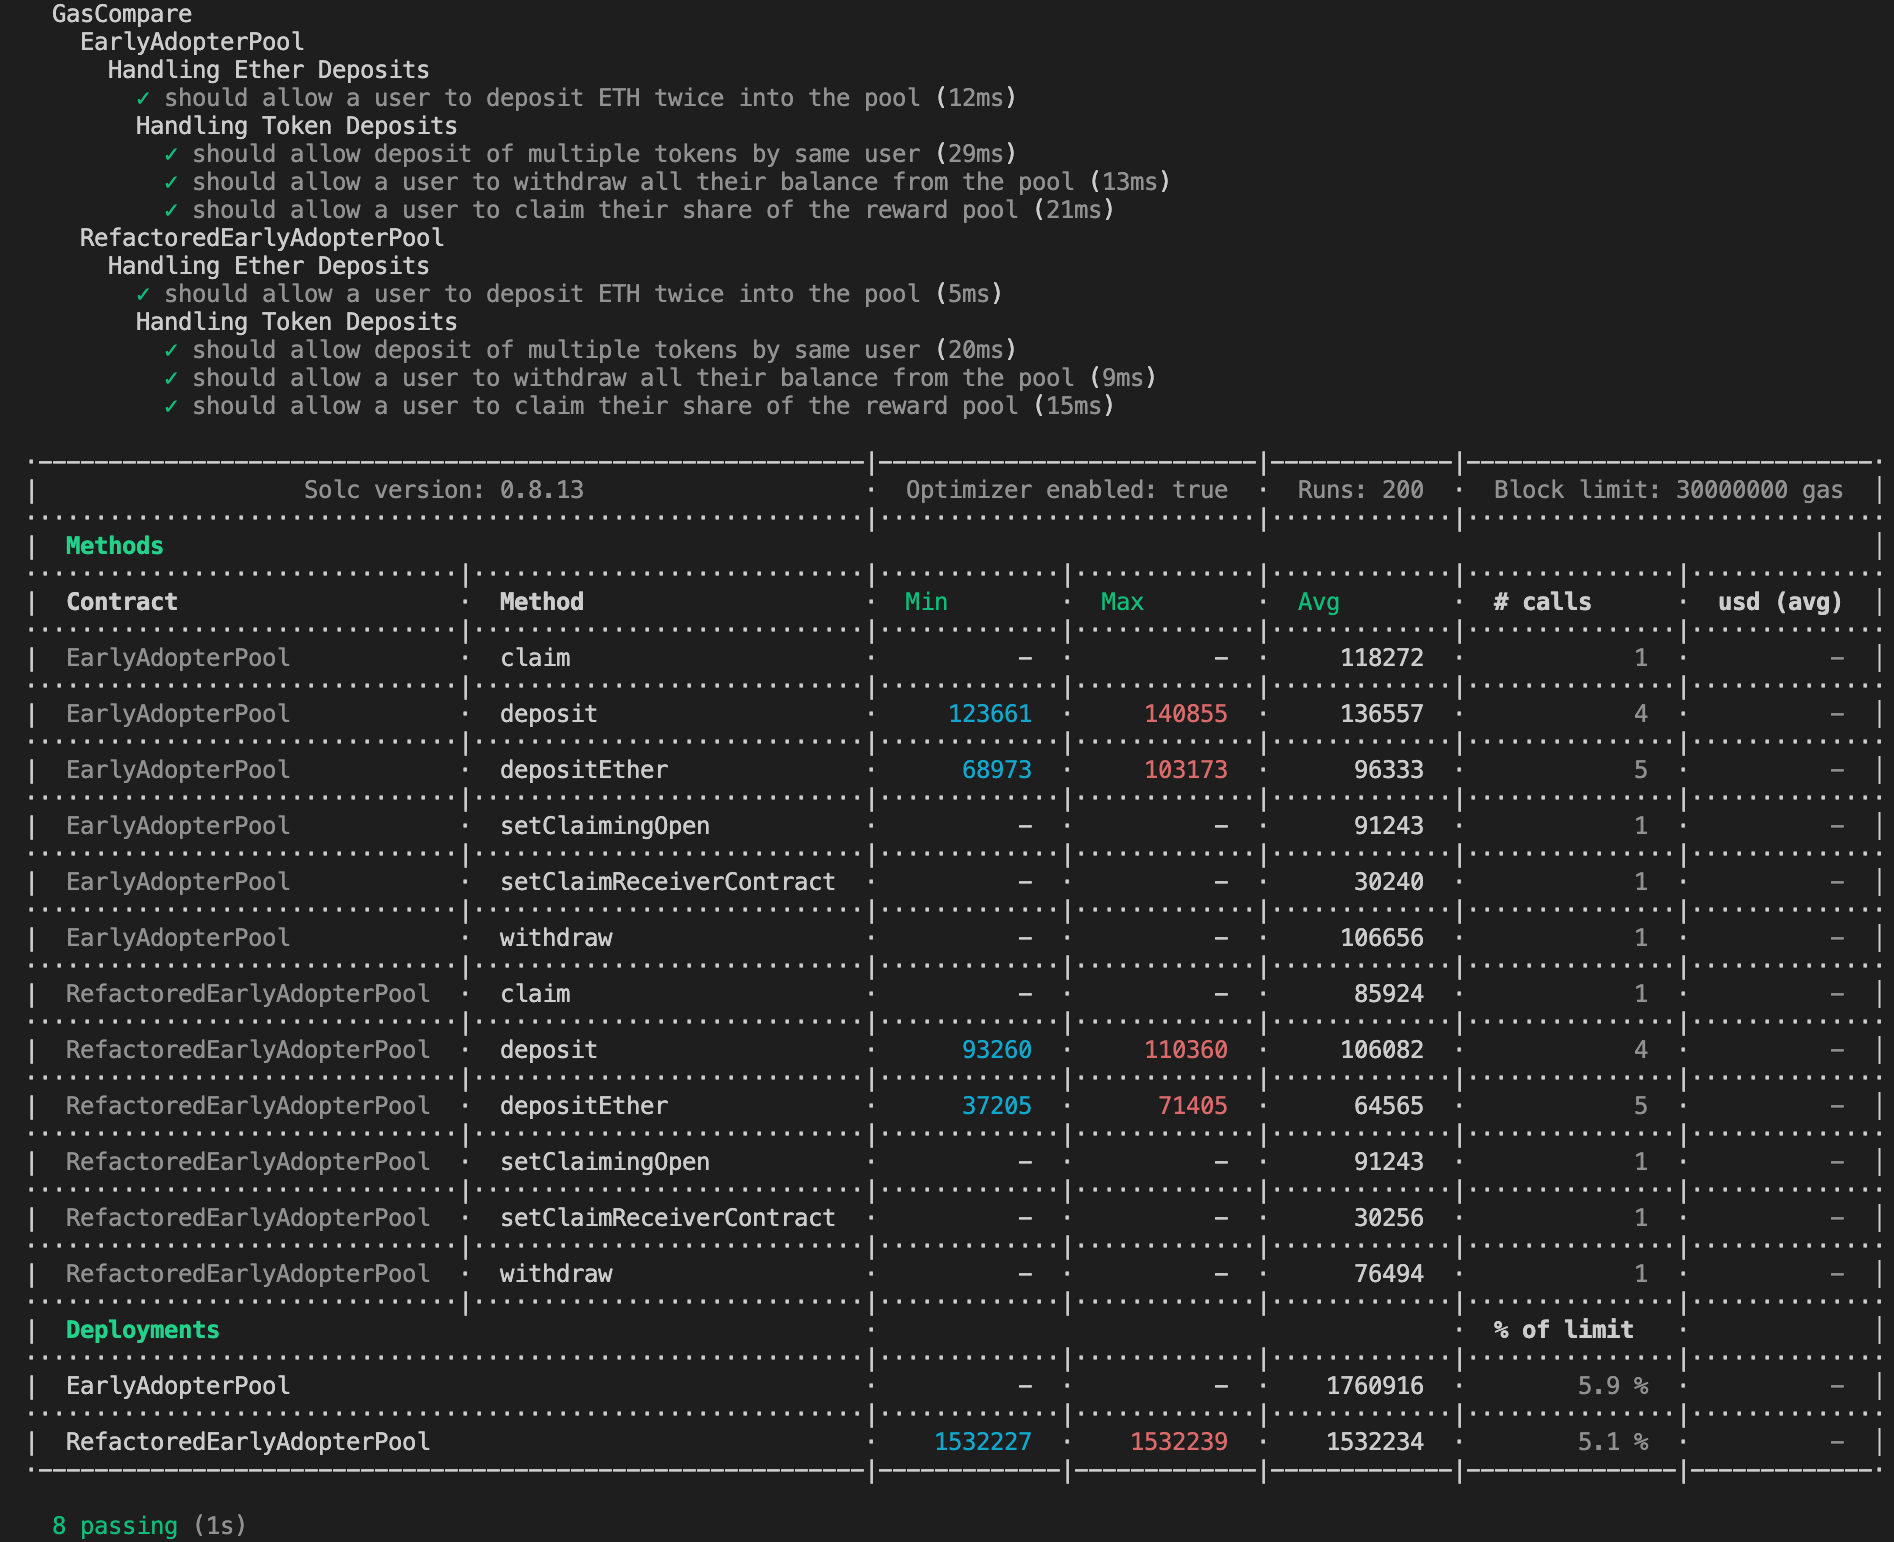 GasCompare
EarlyAdopterPool
Handling Ether Deposits
✓ should allow a user to deposit ETH twice into the pool (12ms)
Handling Token Deposits
✓ should allow deposit of multiple tokens by same user (29ms)
✓ should allow a user to withdraw all their balance from the pool (13ms)
✓ should allow a user to claim their share of the reward pool (21ms)
RefactoredEarlyAdopterPool
Handling Ether Deposits
✓ should allow a user to deposit ETH twice into the pool (5ms)
Handling Token Deposits
✓ should allow deposit of multiple tokens by same user (20ms)
✓ should allow a user to withdraw all their balance from the pool (9ms)
✓ should allow a user to claim their share of the reward pool (15ms)
Solc version: 0.8.13 · Optimizer enabled: true · Runs: 200 · Block limit: 30000000 gas
Methods
Contract · Method · Min · Max · Avg · # calls · usd (avg)
EarlyAdopterPool · claim · - · - · 118272 · 1 · -
EarlyAdopterPool · deposit · 123661 · 140855 · 136557 · 4 · -
EarlyAdopterPool · depositEther · 68973 · 103173 · 96333 · 5 · -
EarlyAdopterPool · setClaimingOpen · - · - · 91243 · 1 · -
EarlyAdopterPool · setClaimReceiverContract · - · - · 30240 · 1 · -
EarlyAdopterPool · withdraw · - · - · 106656 · 1 · -
RefactoredEarlyAdopterPool · claim · - · - · 85924 · 1 · -
RefactoredEarlyAdopterPool · deposit · 93260 · 110360 · 106082 · 4 · -
RefactoredEarlyAdopterPool · depositEther · 37205 · 71405 · 64565 · 5 · -
RefactoredEarlyAdopterPool · setClaimingOpen · - · - · 91243 · 1 · -
RefactoredEarlyAdopterPool · setClaimReceiverContract · - · - · 30256 · 1 · -
RefactoredEarlyAdopterPool · withdraw · - · - · 76494 · 1 · -
Deployments · · % of limit ·
EarlyAdopterPool · - · - · 1760916 · 5.9 % · -
RefactoredEarlyAdopterPool · 1532227 · 1532239 · 1532234 · 5.1 % · -
8 passing (1s)